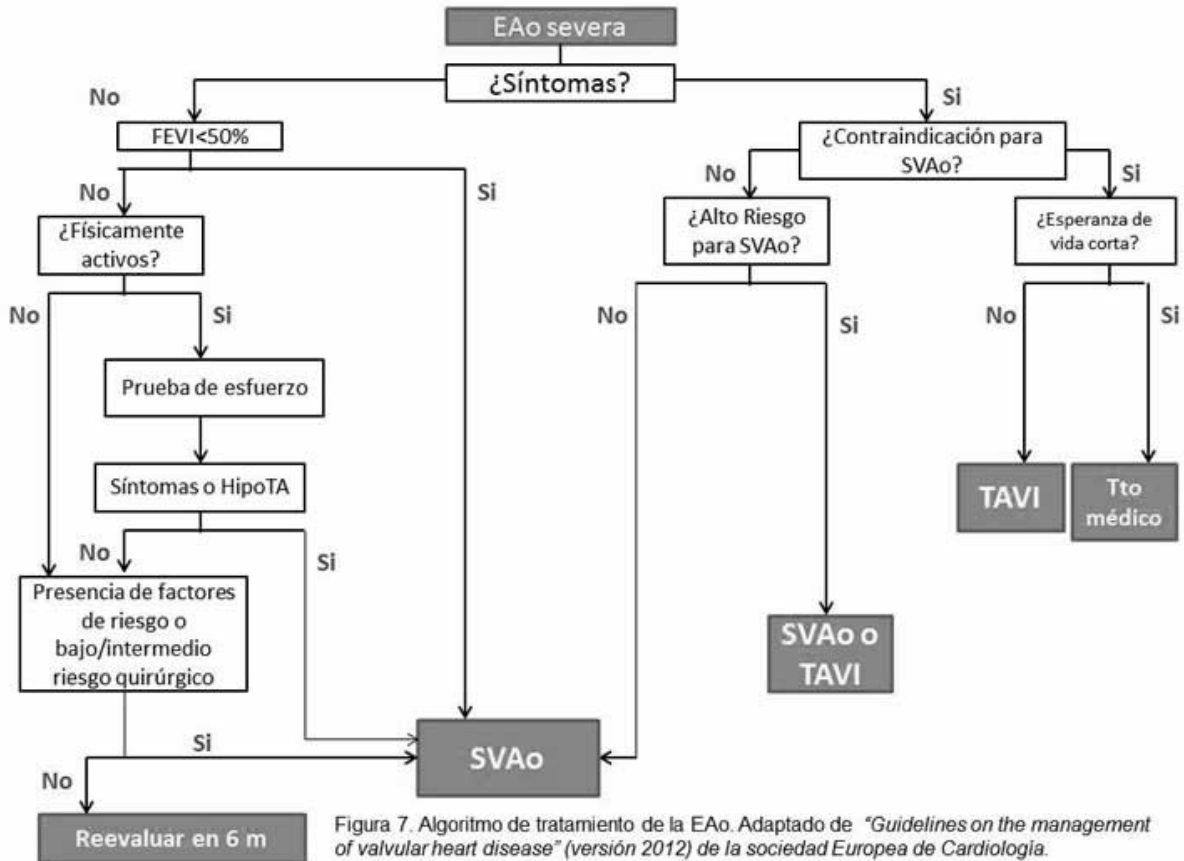 EAo severa
¿Síntomas?
No
Si
FEVI<50%
¿Contraindicación para
SVAo?
No
Si
No
Si
¿Físicamente
activos?
¿Alto Riesgo
para SVAo?
¿Esperanza de
vida corta?
No
Si
No
Si
No
Si
Prueba de esfuerzo
Síntomas o HipoTA
No
Si
TAVI
Tto
médico
Presencia de factores
de riesgo o
bajo/intermedio
riesgo quirúrgico
SVAo o
TAVI
Si
No
SVAo
Reevaluar en 6 m
Figura 7. Algoritmo de tratamiento de la EAo. Adaptado de "Guidelines on the management
of valvular heart disease" (versión 2012) de la sociedad Europea de Cardiología.